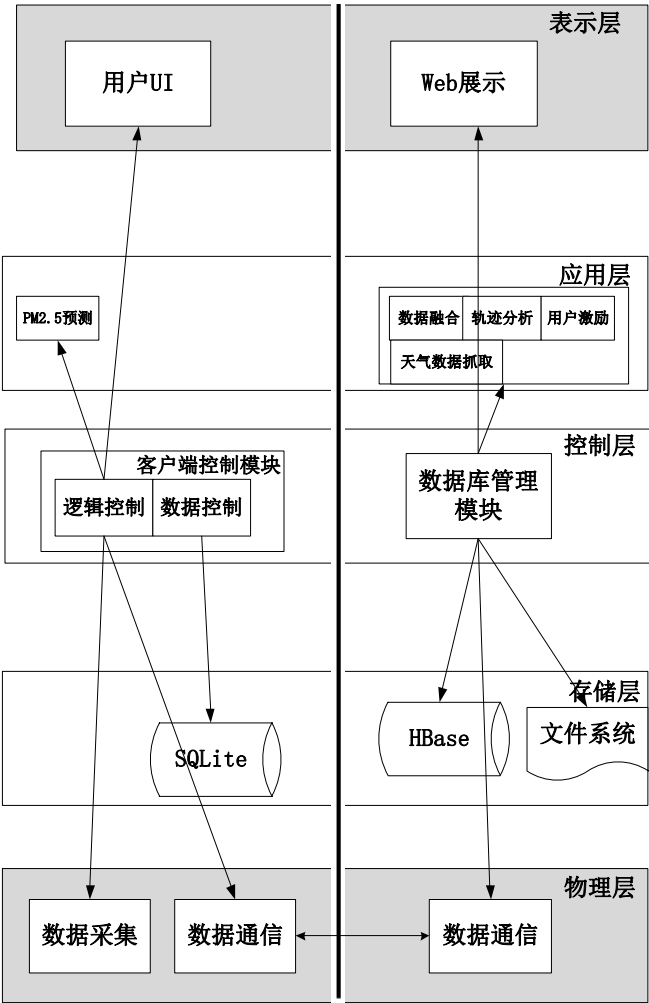 表示层
用户UI
Web展示
应用层
PM2.5预测
数据融合
轨迹分析
用户激励
天气数据抓取
控制层
客户端控制模块
逻辑控制
数据控制
数据库管理
模块
存储层
SQLite
HBase
文件系统
物理层
数据采集
数据通信
数据通信